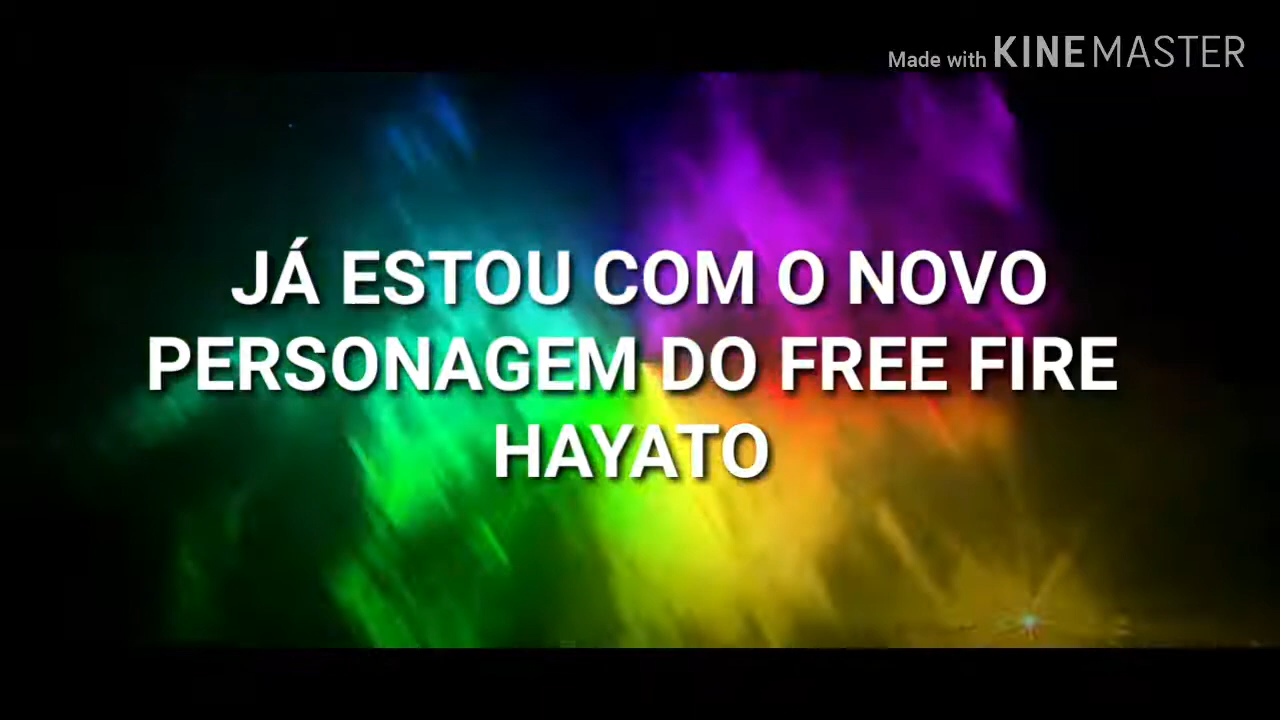 Made with KINEMASTER
JÁ ESTOU COM O NOVO
PERSONAGEM DO FREE FIRE
HAYATO